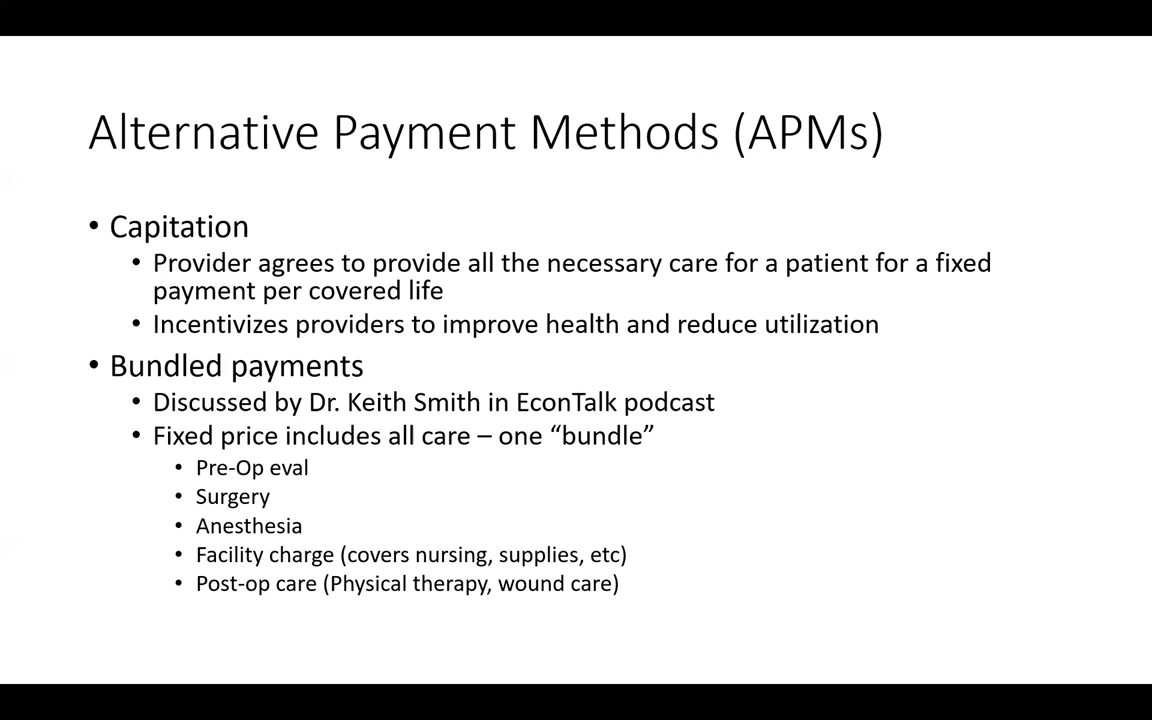 Alternative Payment Methods (APMs)
• Capitation
• Provider agrees to provide all the necessary care for a patient for a fixed
payment per covered life
• Incentivizes providers to improve health and reduce utilization
• Bundled payments
• Discussed by Dr. Keith Smith in EconTalk podcast
• Fixed price includes all care – one “bundle”
• Pre-Op eval
• Surgery
• Anesthesia
• Facility charge (covers nursing, supplies, etc)
• Post-op care (Physical therapy, wound care)